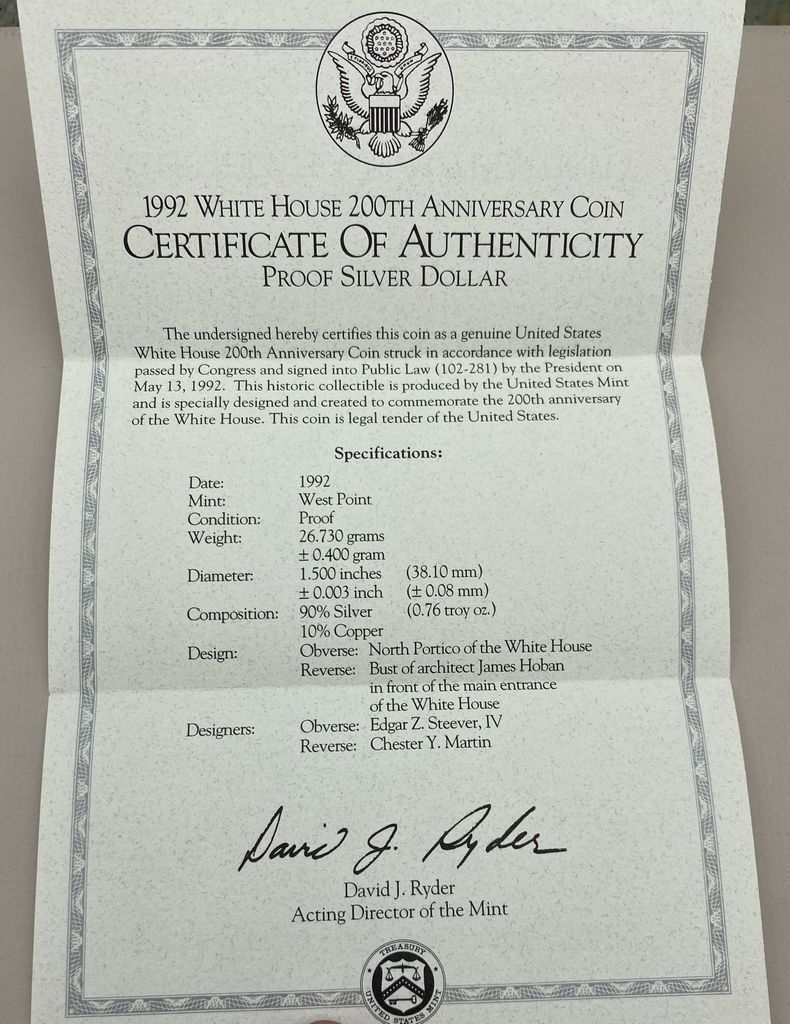 1992 WHITE HOUSE 200TH ANNIVERSARY COIN
CERTIFICATE OF AUTHENTICITY
PROOF SILVER DOLLAR
The undersigned hereby certifies this coin as a genuine United States
White House 200th Anniversary Coin struck in accordance with legislation
passed by Congress and signed into Public Law (102-281) by the President on
May 13, 1992. This historic collectible is produced by the United States Mint
and is specially designed and created to commemorate the 200th anniversary
of the White House. This coin is legal tender of the United States.
Specifications:
Date: 1992
Mint: West Point
Condition: Proof
Weight: 26.730 grams
± 0.400 gram
Diameter: 1.500 inches (38.10 mm)
± 0.003 inch (± 0.08 mm)
Composition: 90% Silver (0.76 troy oz.)
10% Copper
Design: Obverse: North Portico of the White House
Reverse: Bust of architect James Hoban
in front of the main entrance
of the White House
Designers: Obverse: Edgar Z. Steever, IV
Reverse: Chester Y. Martin
David J. Ryder
David J. Ryder
Acting Director of the Mint
TREASURY
UNITED STATES MINT